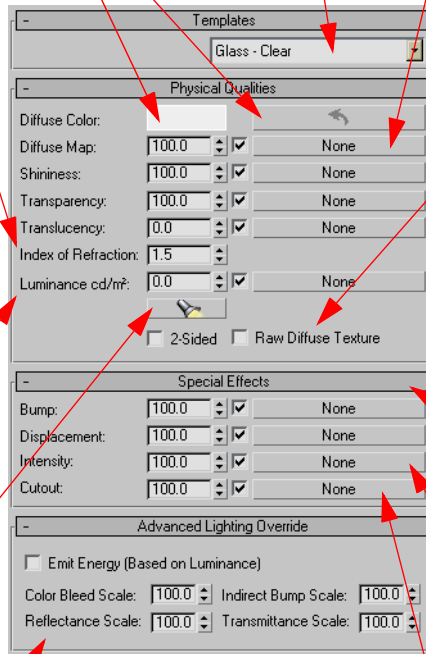 - Templates
Glass - Clear
- Physical Qualities
Diffuse Color:
Diffuse Map: 100.0 None
Shininess: 100.0 None
Transparency: 100.0 None
Translucency: 0.0 None
Index of Refraction: 1.5
Luminance cd/m²: 0.0 None
2-Sided Raw Diffuse Texture
- Special Effects
Bump: 100.0 None
Displacement: 100.0 None
Intensity: 100.0 None
Cutout: 100.0 None
- Advanced Lighting Override
Emit Energy (Based on Luminance)
Color Bleed Scale: 100.0 Indirect Bump Scale: 100.0
Reflectance Scale: 100.0 Transmittance Scale: 100.0